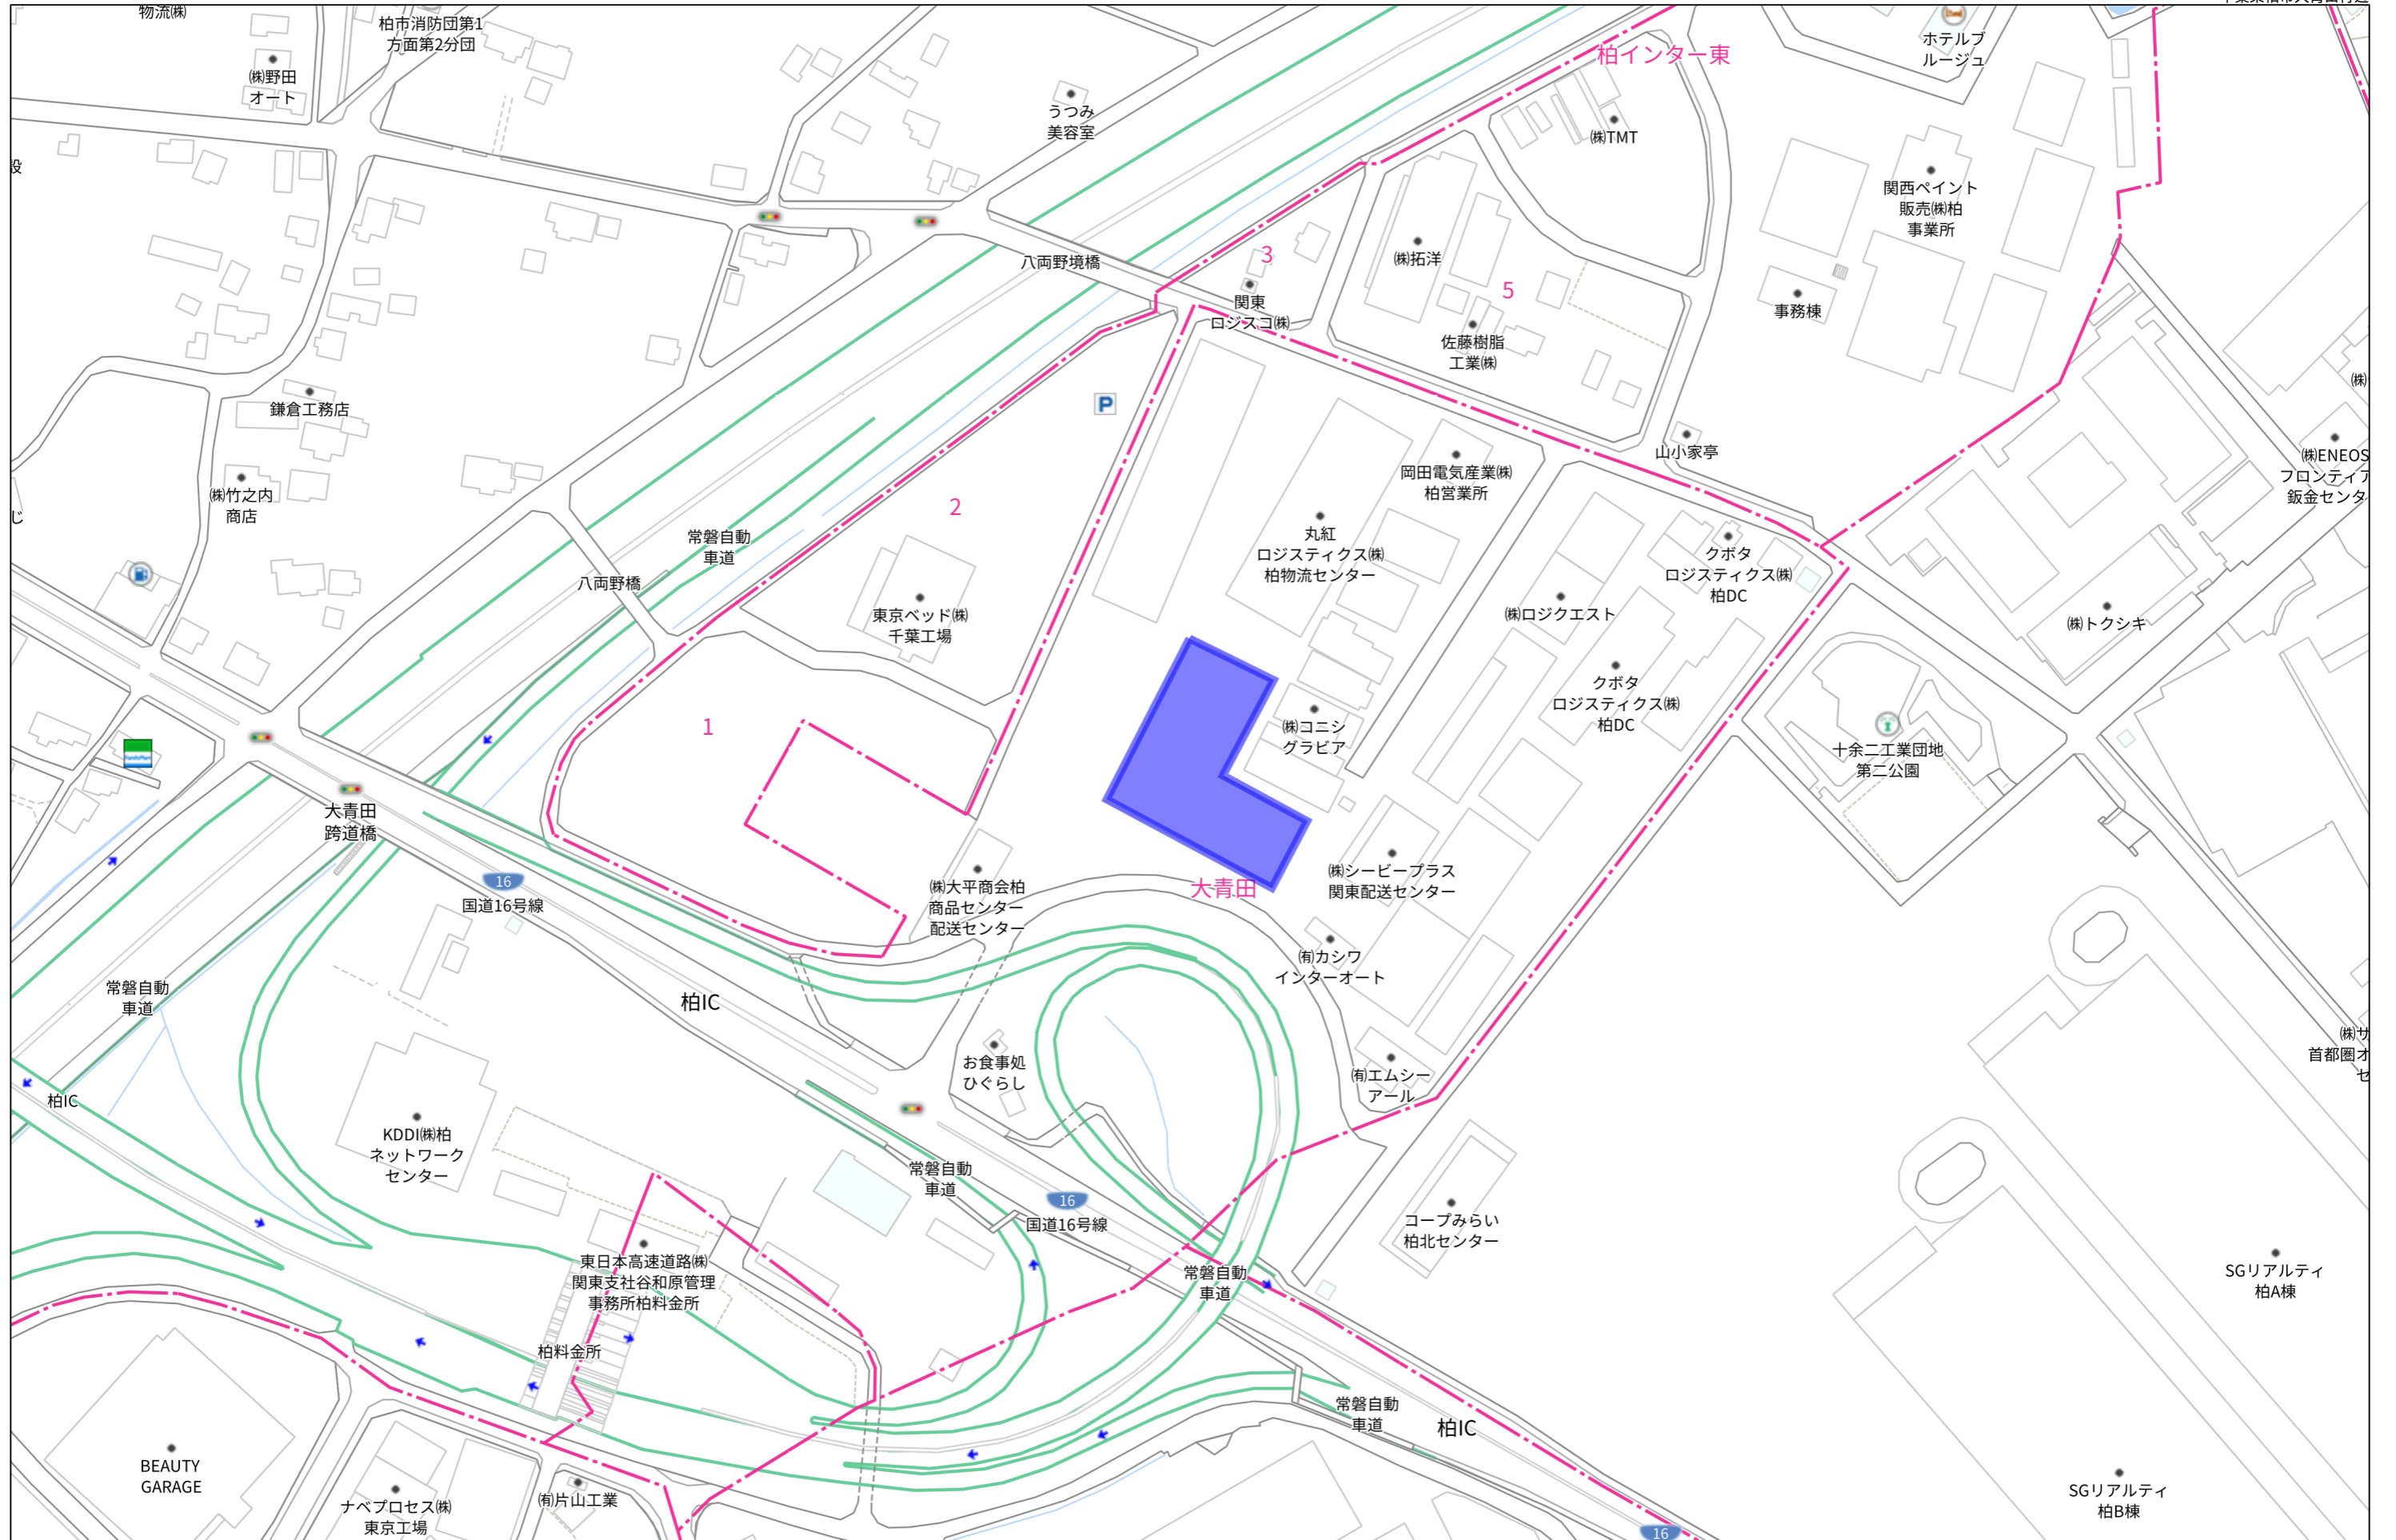 物流㈱
柏市消防団第1
方面第2分団
㈱野田
オート
うつみ
美容室
柏インター東
ホテルブ
ルージュ
㈱TMT
設
関西ペイント
販売㈱柏
事業所
3
八両野境橋
㈱拓洋
5
関東
ロジスコ㈱
事務棟
佐藤樹脂
工業㈱
㈱
鎌倉工務店
P
山小家亭
岡田電気産業㈱
柏営業所
㈱ENEOS
フロンティア
鈑金センタ
㈱竹之内
商店
じ
2
常磐自動
車道
丸紅
ロジスティクス㈱
柏物流センター
クボタ
ロジスティクス㈱
柏DC
八両野橋
東京ベッド㈱
千葉工場
㈱ロジクエスト
㈱トクシキ
クボタ
ロジスティクス㈱
柏DC
1
㈱コニシ
グラビア
十余二工業団地
第二公園
FamilyMart
大青田
跨道橋
16
国道16号線
㈱大平商会柏
商品センター
配送センター
大青田
㈱シービープラス
関東配送センター
㈲カシワ
インターオート
常磐自動
車道
柏IC
お食事処
ひぐらし
㈲エムシー
アール
㈱サ
首都圏オ
セ
柏IC
KDDI㈱柏
ネットワーク
センター
常磐自動
車道
16
国道16号線
コープみらい
柏北センター
東日本高速道路㈱
関東支社谷和原管理
事務所柏料金所
常磐自動
車道
SGリアルティ
柏A棟
柏料金所
常磐自動
車道
柏IC
BEAUTY
GARAGE
ナベプロセス㈱
東京工場
㈲片山工業
SGリアルティ
柏B棟
16